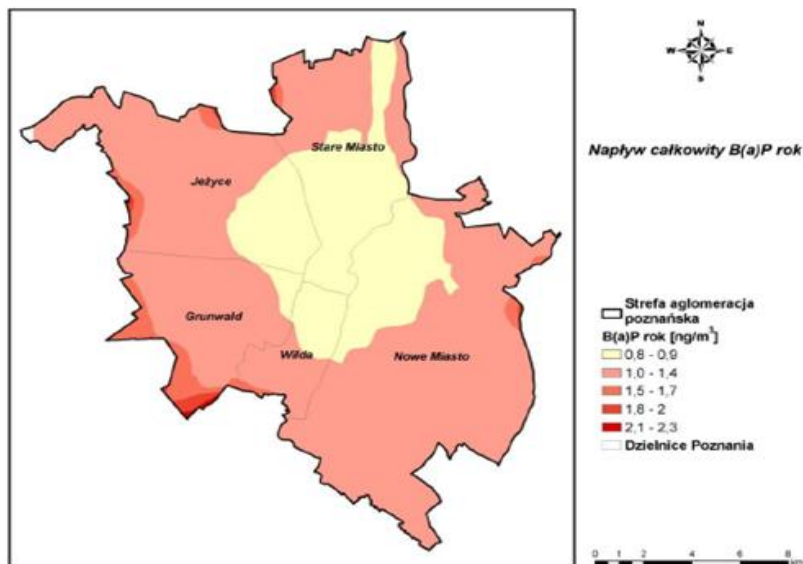 N
W E
S
Napływ całkowity B(a)P rok
Stare Miasto
Jeżyce
Grunwald
Wilda
Nowe Miasto
Strefa aglomeracja
poznańska
B(a)P rok [ng/m³]
0,8 - 0,9
1,0 - 1,4
1,5 - 1,7
1,8 - 2
2,1 - 2,3
Dzielnice Poznania
0 1 2 4 6 8
km